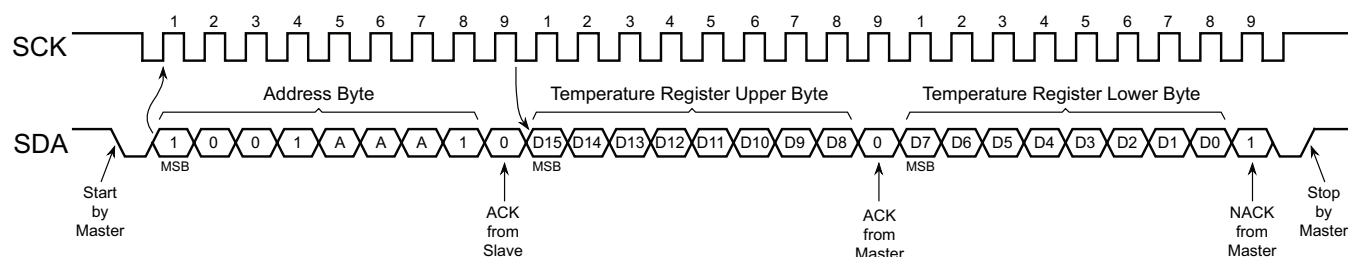 1 2 3 4 5 6 7 8 9 1 2 3 4 5 6 7 8 9 1 2 3 4 5 6 7 8 9
SCK
Address Byte Temperature Register Upper Byte Temperature Register Lower Byte
SDA 1 0 0 1 A A A 1 0 D15 D14 D13 D12 D11 D10 D9 D8 0 D7 D6 D5 D4 D3 D2 D1 D0 1
MSB MSB MSB
Start
by
Master
ACK
from
Slave
ACK
from
Master
NACK
from
Master
Stop
by
Master